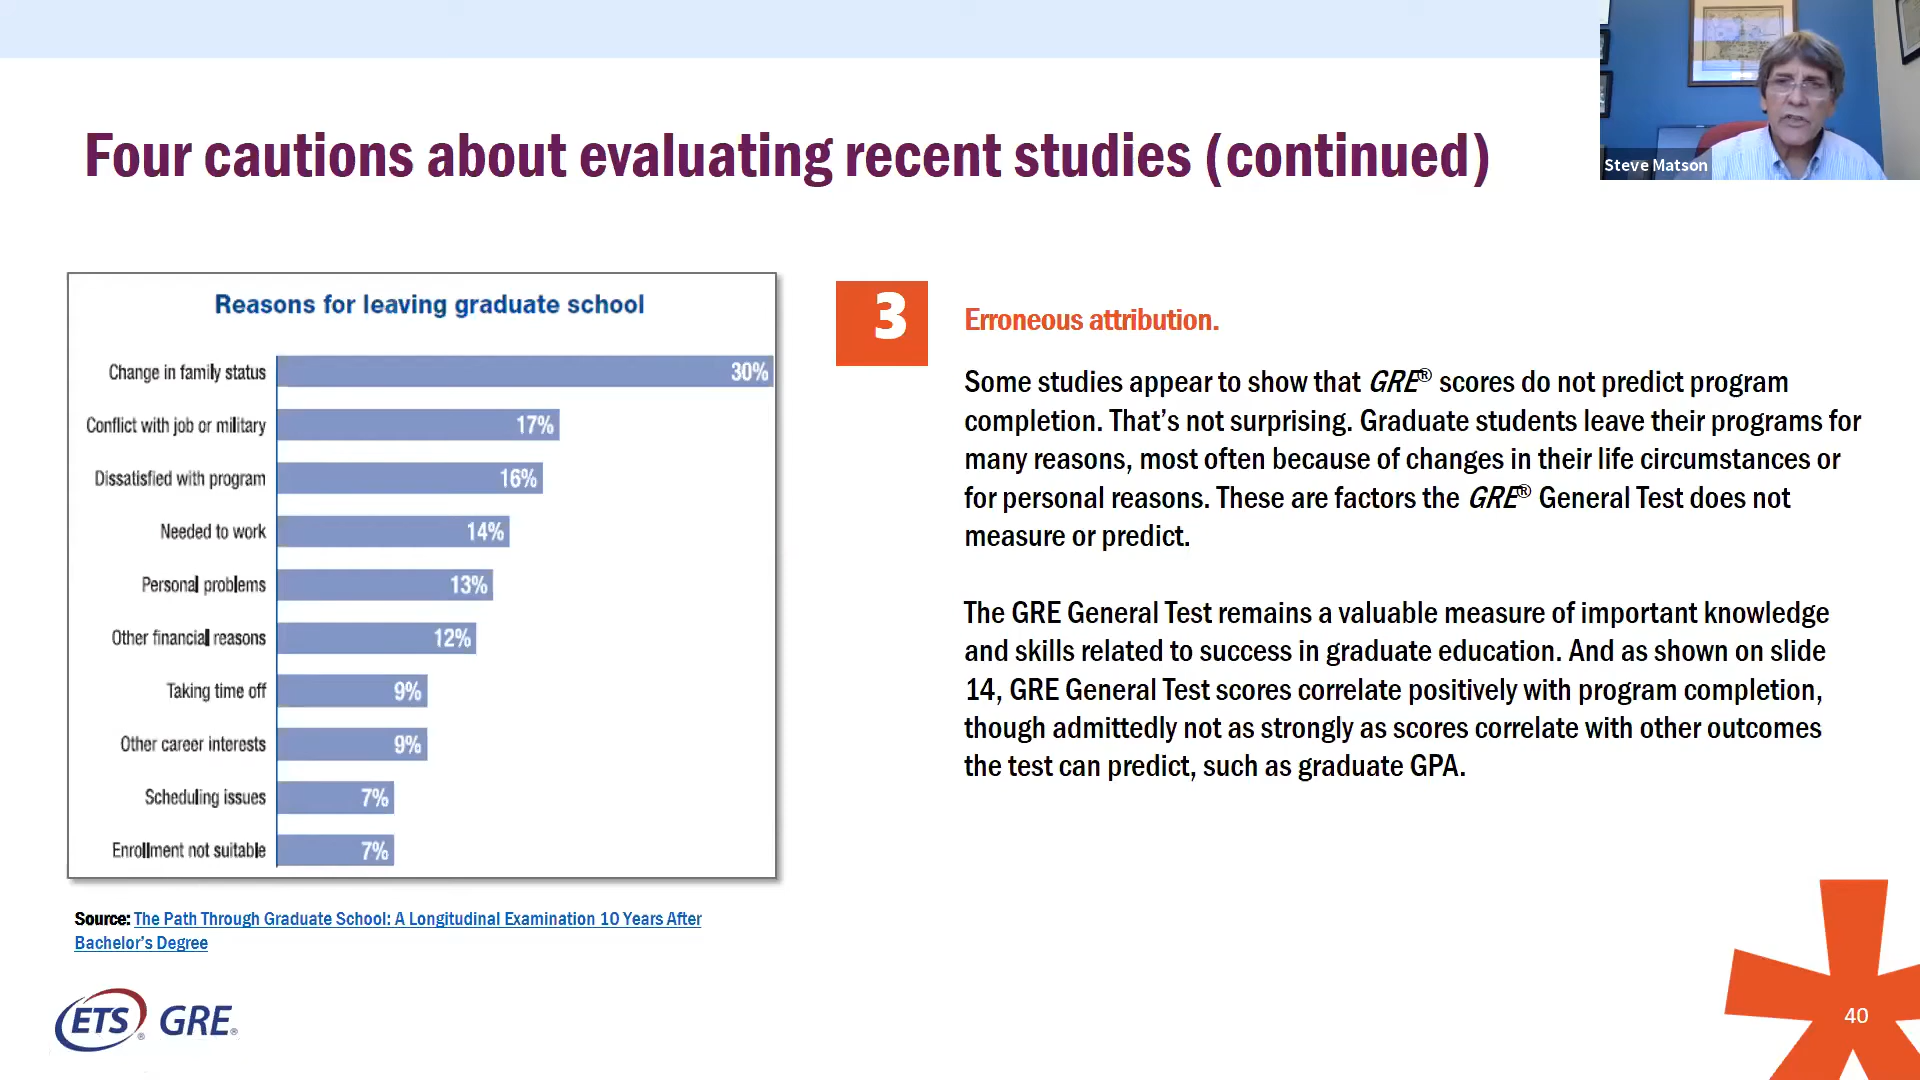 Steve Matson
Four cautions about evaluating recent studies (continued)
Reasons for leaving graduate school
Change in family status 30%
Conflict with job or military 17%
Dissatisfied with program 16%
Needed to work 14%
Personal problems 13%
Other financial reasons 12%
Taking time off 9%
Other career interests 9%
Scheduling issues 7%
Enrollment not suitable 7%
Source: The Path Through Graduate School: A Longitudinal Examination 10 Years After
Bachelor's Degree
3
Erroneous attribution.
Some studies appear to show that GRE® scores do not predict program
completion. That's not surprising. Graduate students leave their programs for
many reasons, most often because of changes in their life circumstances or
for personal reasons. These are factors the GRE® General Test does not
measure or predict.
The GRE General Test remains a valuable measure of important knowledge
and skills related to success in graduate education. And as shown on slide
14, GRE General Test scores correlate positively with program completion,
though admittedly not as strongly as scores correlate with other outcomes
the test can predict, such as graduate GPA.
ETS® GRE®
40